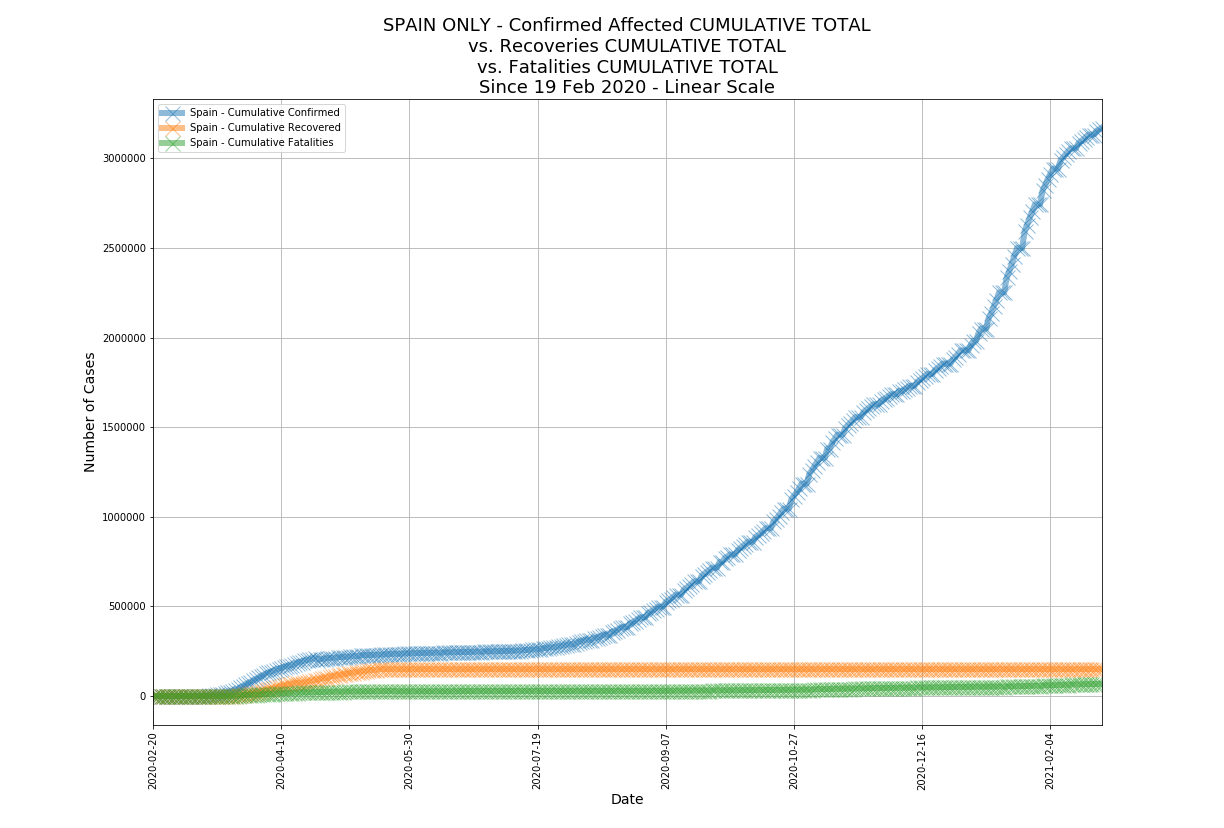 SPAIN ONLY - Confirmed Affected CUMULATIVE TOTAL
vs. Recoveries CUMULATIVE TOTAL
vs. Fatalities CUMULATIVE TOTAL
Since 19 Feb 2020 - Linear Scale
Spain - Cumulative Confirmed
Spain - Cumulative Recovered
Spain - Cumulative Fatalities
Number of Cases
3000000
2500000
2000000
1500000
1000000
500000
0
2020-02-20
2020-04-10
2020-05-30
2020-07-19
2020-09-07
2020-10-27
2020-12-16
2021-02-04
Date